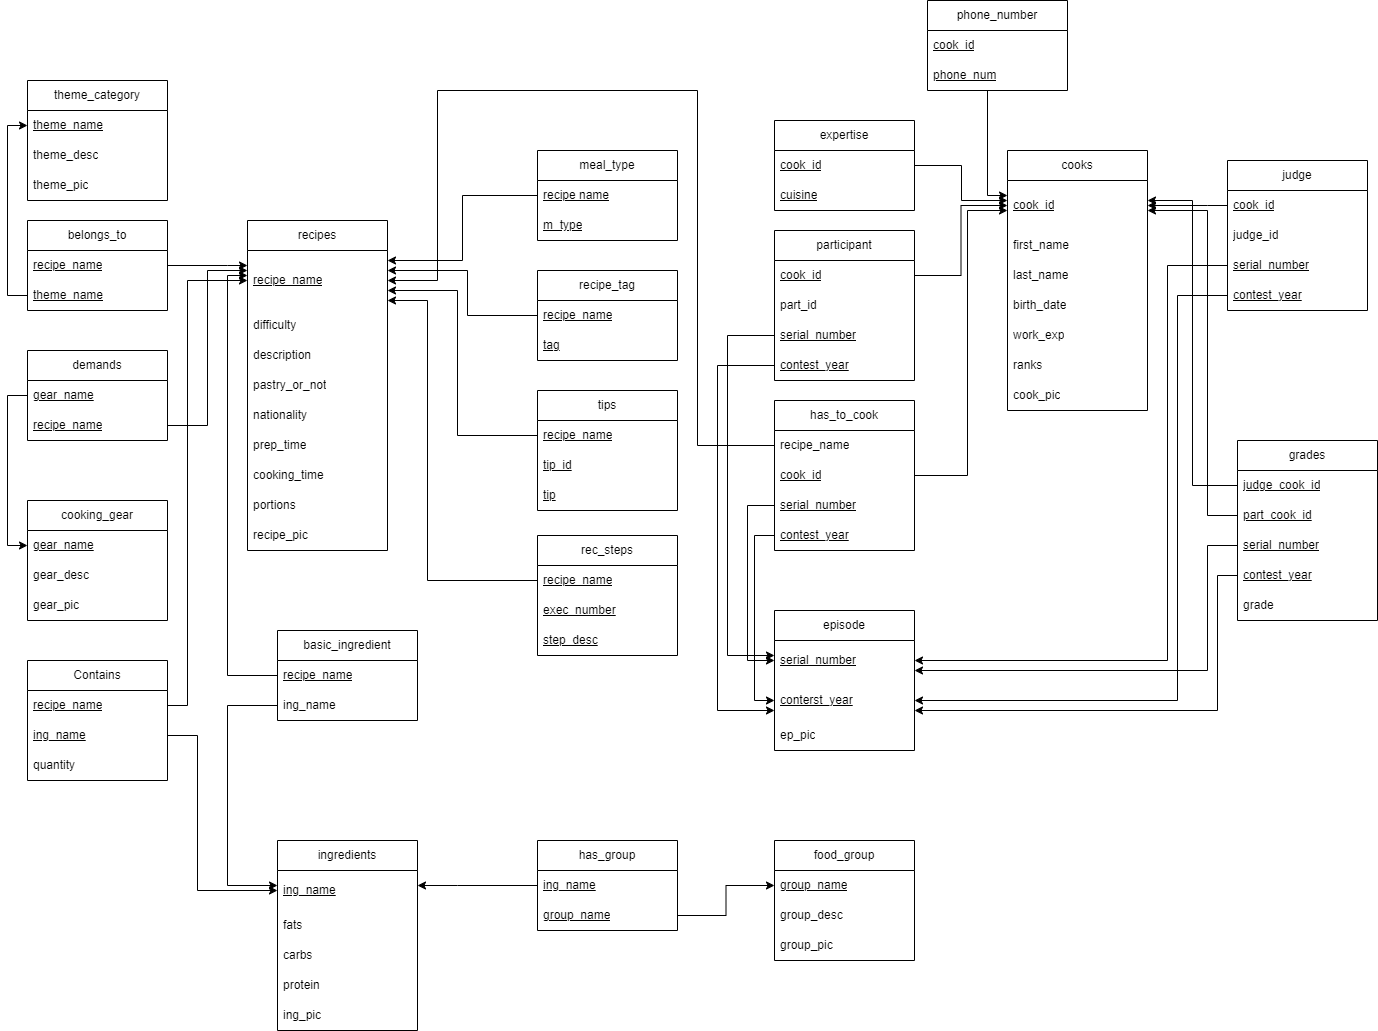 phone_number
cook_id
phone_num
theme_category
theme_name
theme_desc
theme_pic
belongs_to
recipe_name
theme_name
demands
gear_name
recipe_name
cooking_gear
gear_name
gear_desc
gear_pic
Contains
recipe_name
ing_name
quantity
recipes
recipe_name
difficulty
description
pastry_or_not
nationality
prep_time
cooking_time
portions
recipe_pic
basic_ingredient
recipe_name
ing_name
ingredients
ing_name
fats
carbs
protein
ing_pic
meal_type
recipe name
m_type
recipe_tag
recipe_name
tag
tips
recipe_name
tip_id
tip
rec_steps
recipe_name
exec_number
step_desc
has_group
ing_name
group_name
expertise
cook_id
cuisine
participant
cook_id
part_id
serial_number
contest_year
has_to_cook
recipe_name
cook_id
serial_number
contest_year
episode
serial_number
conterst_year
ep_pic
food_group
group_name
group_desc
group_pic
cooks
cook_id
first_name
last_name
birth_date
work_exp
ranks
cook_pic
judge
cook_id
judge_id
serial_number
contest_year
grades
judge_cook_id
part_cook_id
serial_number
contest_year
grade